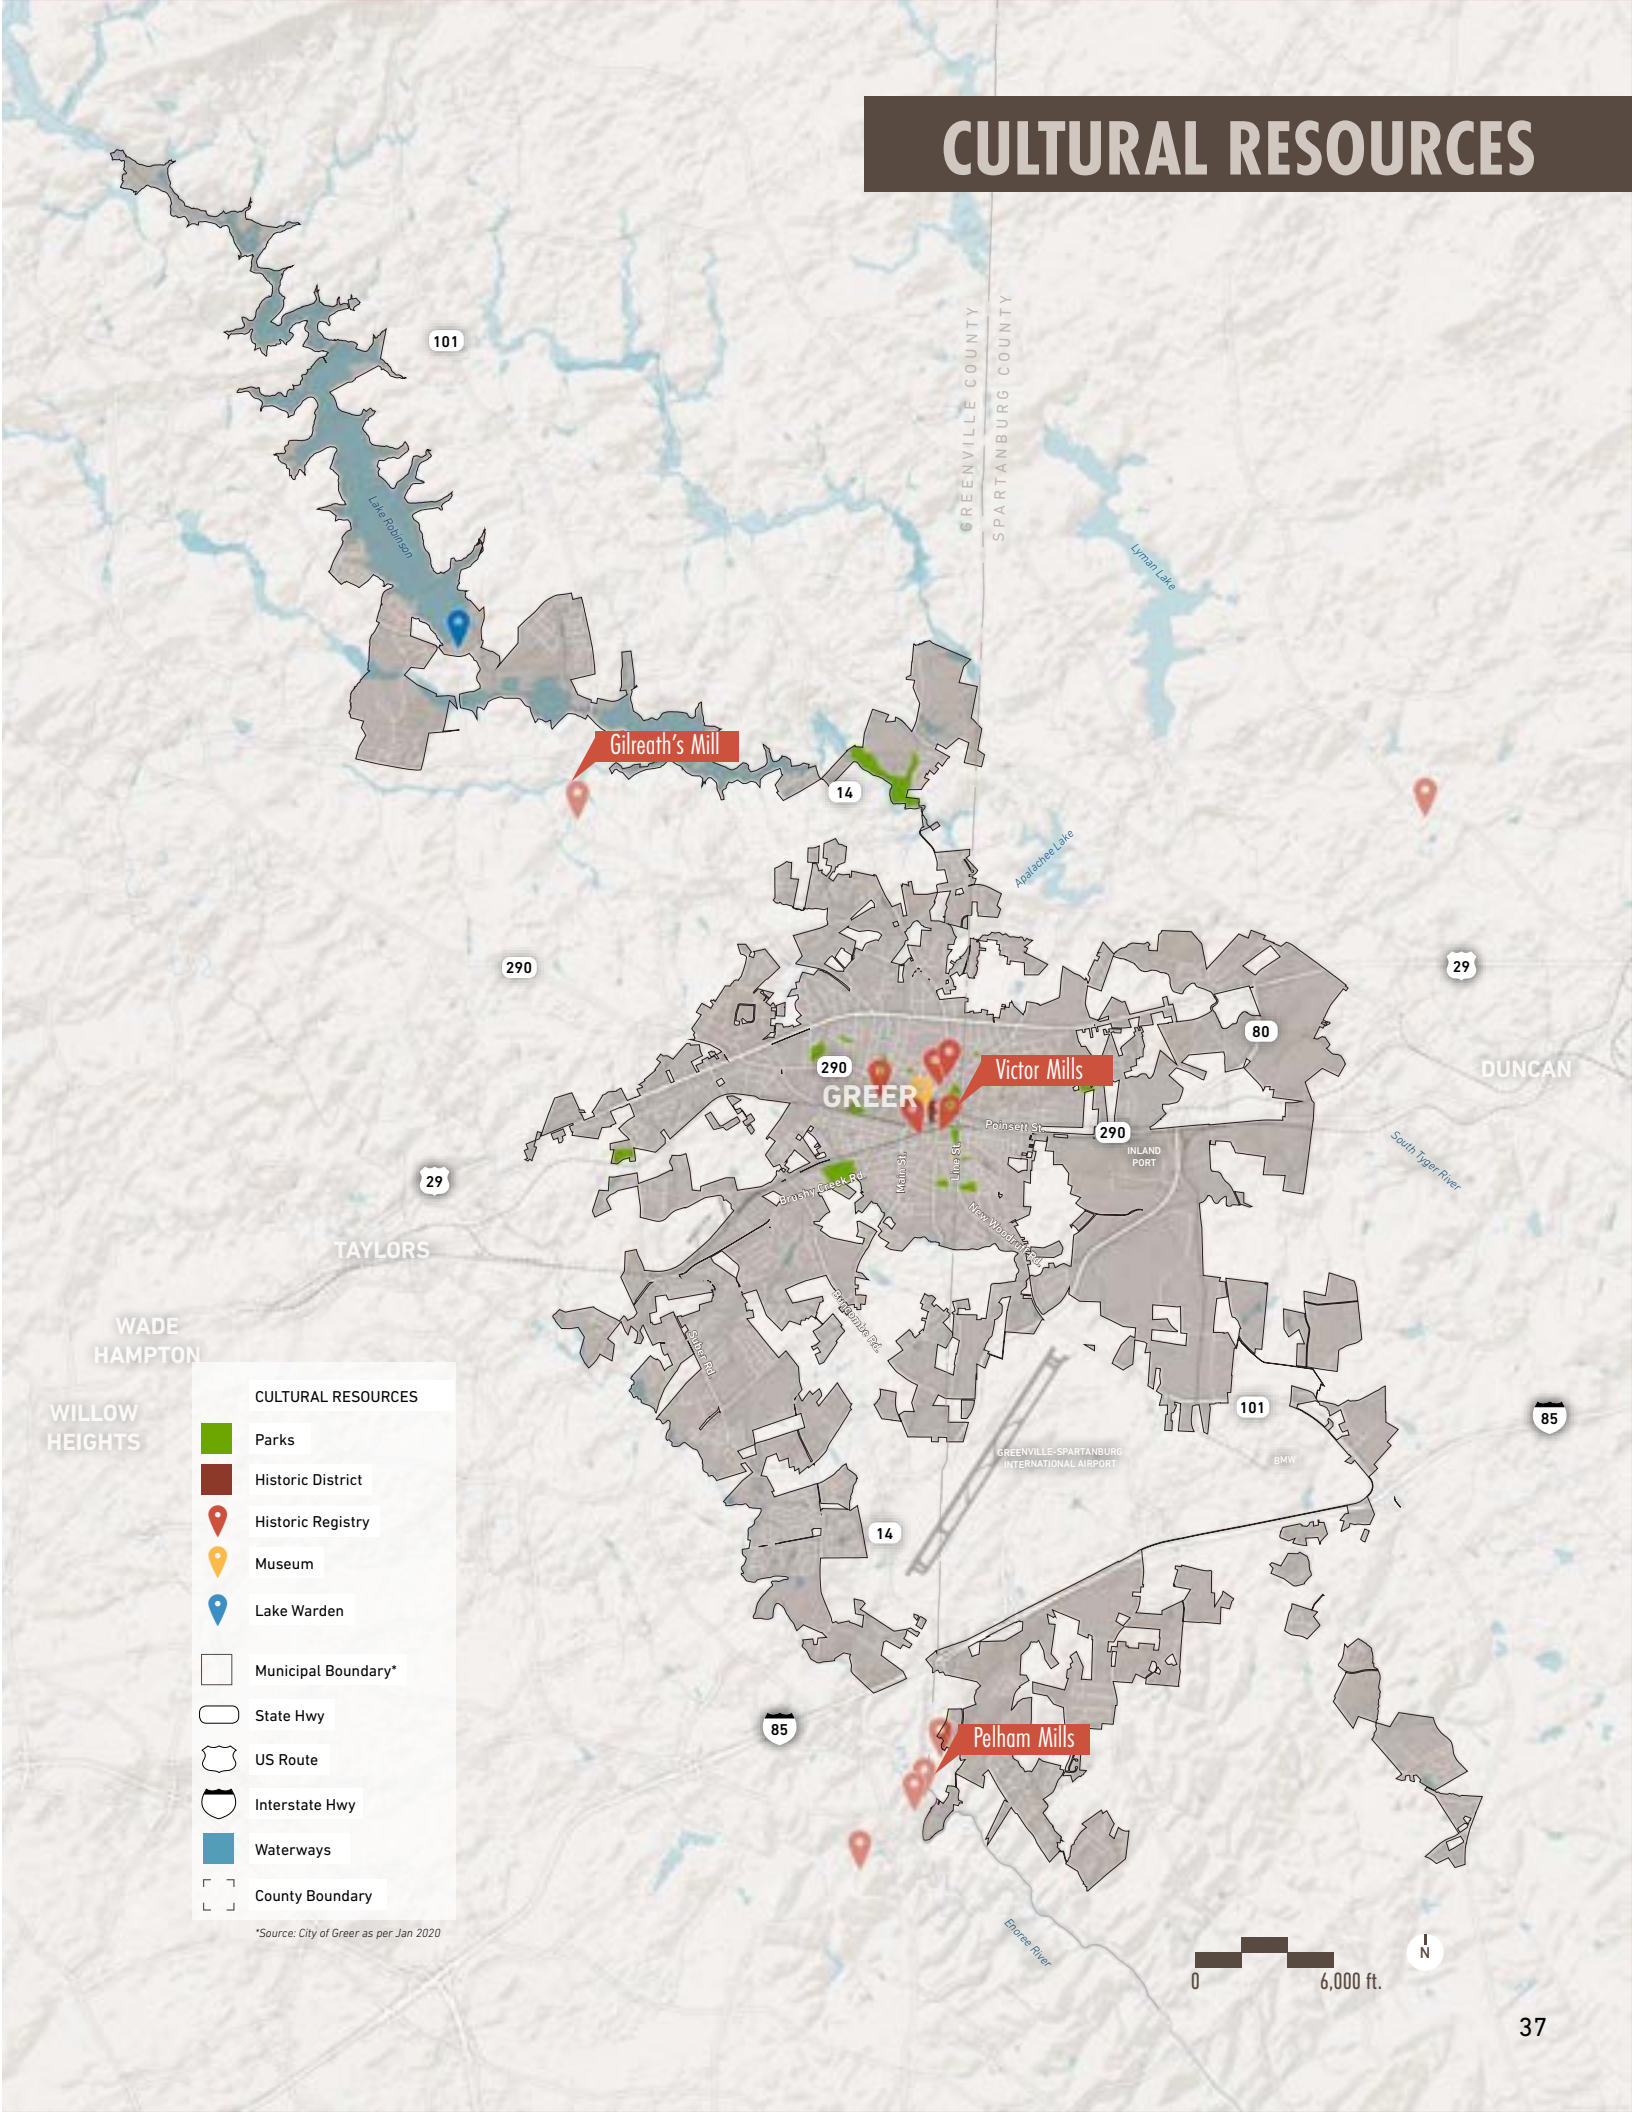 CULTURAL RESOURCES
GREENVILLE COUNTY
SPARTANBURG COUNTY
101
Lake Robinson
Lyman Lake
Gilreath's Mill
14
Apalachee Lake
290
29
80
290
Victor Mills
DUNCAN
GREER
Poinsett St.
290
INLAND
PORT
South Tyger River
29
Main St.
Line St.
Brushy Creek Rd.
New Woodruff Rd.
TAYLORS
WADE
HAMPTON
Buncombe Rd.
Suber Rd.
WILLOW
HEIGHTS
101
85
GREENVILLE-SPARTANBURG
INTERNATIONAL AIRPORT
BMW
14
85
Pelham Mills
CULTURAL RESOURCES
Parks
Historic District
Historic Registry
Museum
Lake Warden
Municipal Boundary*
State Hwy
US Route
Interstate Hwy
Waterways
County Boundary
*Source: City of Greer as per Jan 2020
Enoree River
N
0
6,000 ft.
37